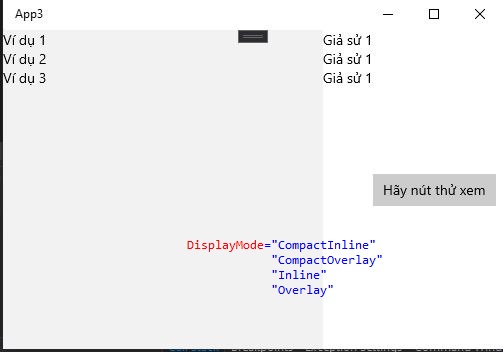 App3
Ví dụ 1
Ví dụ 2
Ví dụ 3
Giả sử 1
Giả sử 1
Giả sử 1
Hãy nút thử xem
DisplayMode="CompactInline"
"CompactOverlay"
"Inline"
"Overlay"